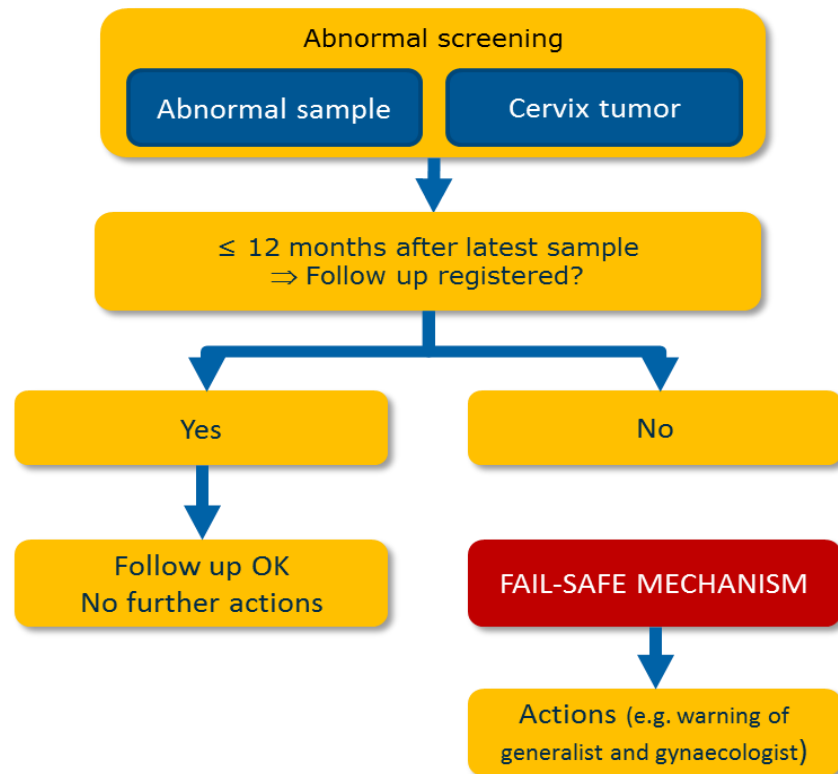 Abnormal screening
Abnormal sample
Cervix tumor
≤ 12 months after latest sample
⇒ Follow up registered?
Yes
No
Follow up OK
No further actions
FAIL-SAFE MECHANISM
Actions (e.g. warning of
generalist and gynaecologist)